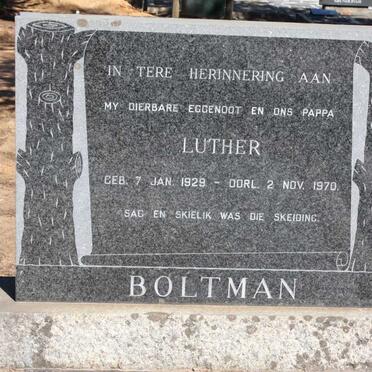 IN TERE HERINNERING AAN
MY DIERBARE EGGENOOT EN ONS PAPPA
LUTHER
GEB. 7 JAN. 1929 - OORL. 2 NOV. 1970.
SAG EN SKIELIK WAS DIE SKEIDING.
BOLTMAN